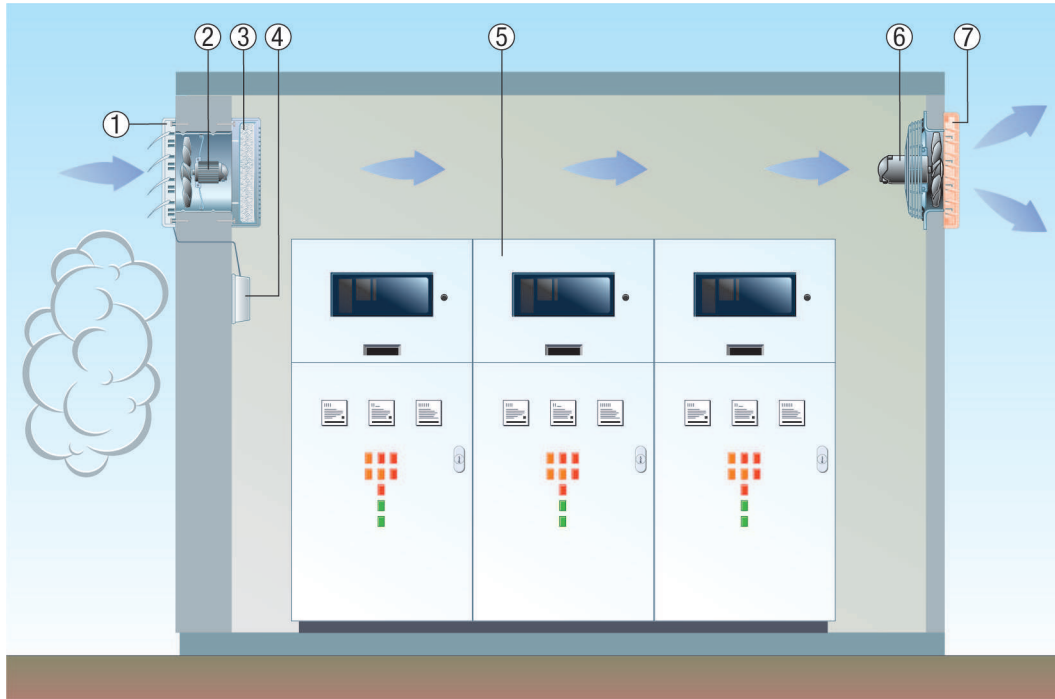 ① ② ③ ④ ⑤ ⑥ ⑦